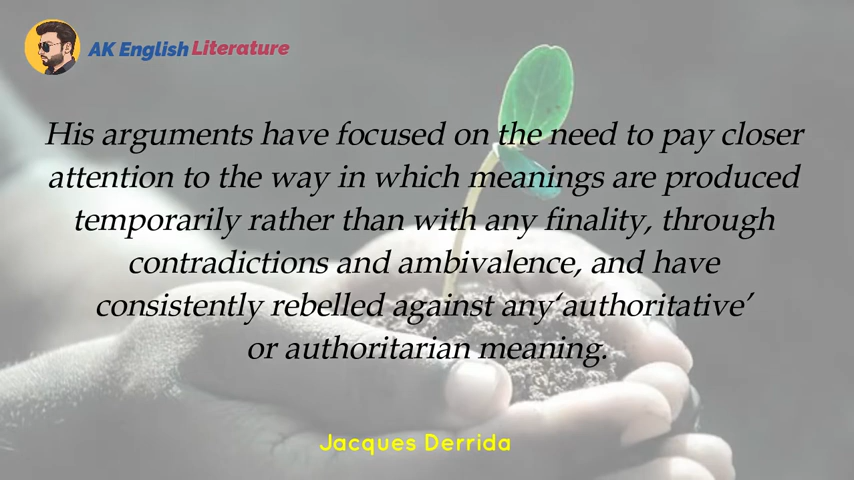 AK English Literature
His arguments have focused on the need to pay closer
attention to the way in which meanings are produced
temporarily rather than with any finality, through
contradictions and ambivalence, and have
consistently rebelled against any‘authoritative’
or authoritarian meaning.
Jacques Derrida